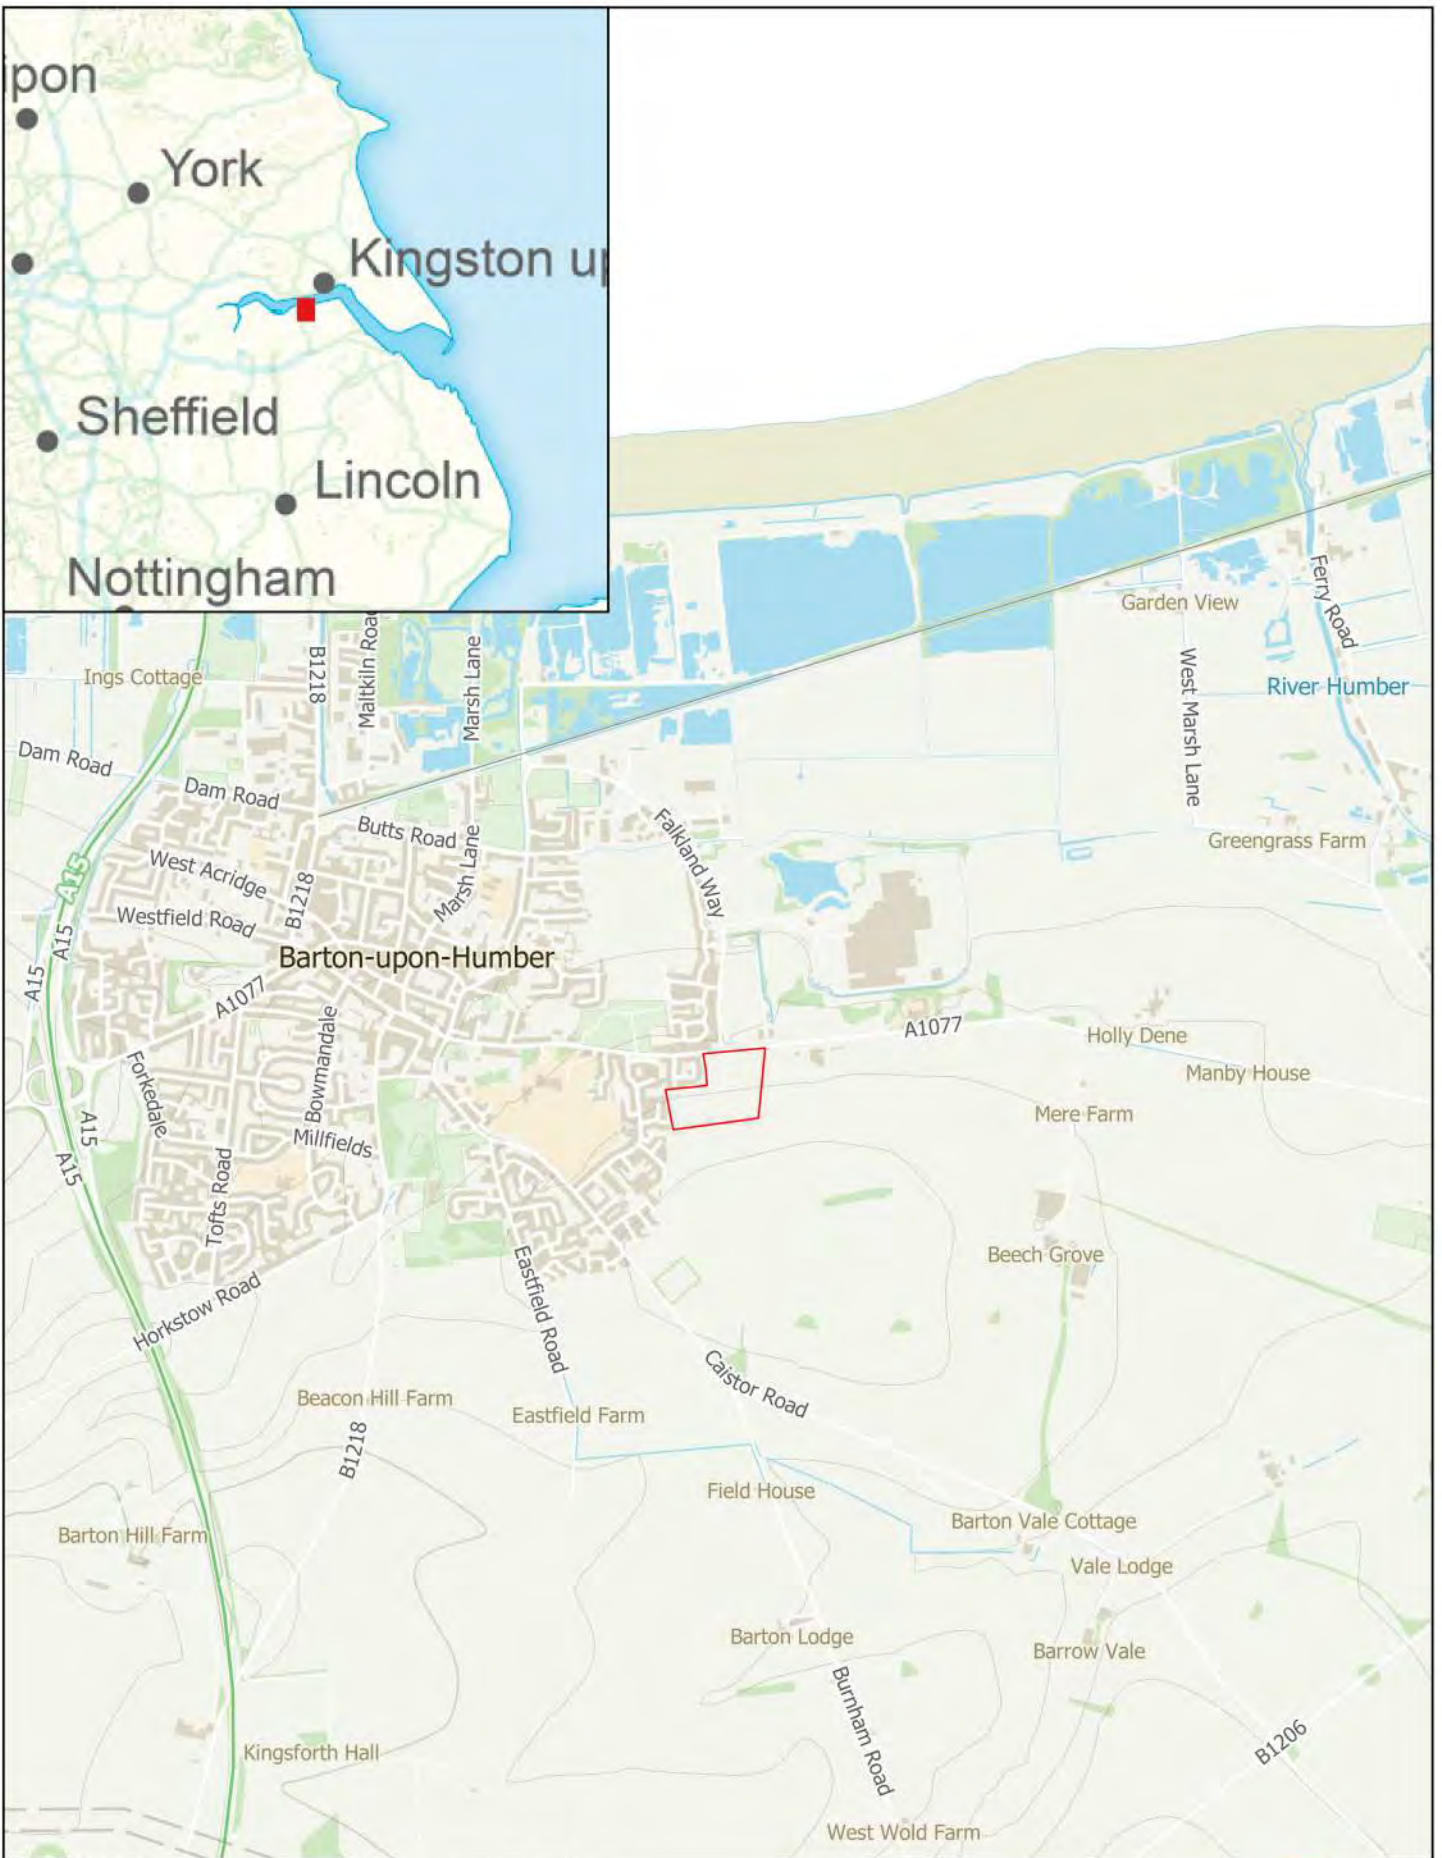 ipon
York
Kingston up
Sheffield
Lincoln
Nottingham
Garden View
Ferry Road
River Humber
West Marsh Lane
Ings Cottage
B1218
Maltkiln Road
Marsh Lane
Dam Road
Dam Road
Butts Road
Marsh Lane
Falkland Way
Greengrass Farm
West Acridge
A15
B1218
Westfield Road
A15
Barton-upon-Humber
A15
A1077
Bowmandale
A1077
Holly Dene
Manby House
Forkedale
Mere Farm
A15
Millfields
A15
Tofts Road
Beech Grove
Eastfield Road
Horkstow Road
Caistor Road
Beacon Hill Farm
Eastfield Farm
B1218
Field House
Barton Vale Cottage
Barton Hill Farm
Vale Lodge
Barton Lodge
Barrow Vale
Burnham Road
B1206
Kingsforth Hall
West Wold Farm